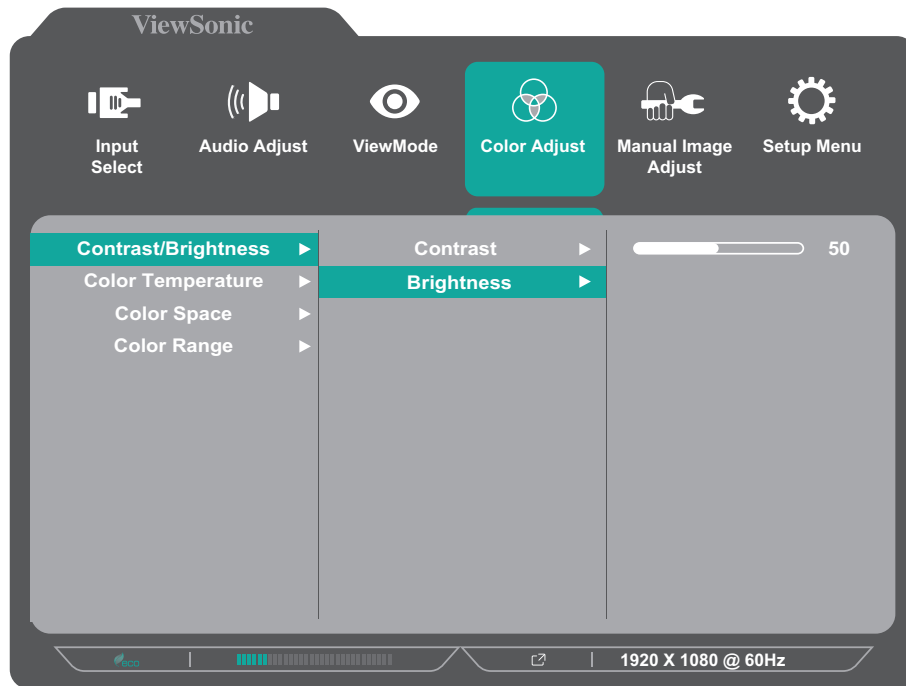 ViewSonic
Input Select
Audio Adjust
ViewMode
Color Adjust
Manual Image Adjust
Setup Menu
Contrast/Brightness
Color Temperature
Color Space
Color Range
Contrast
Brightness
50
eco
1920 X 1080 @ 60Hz